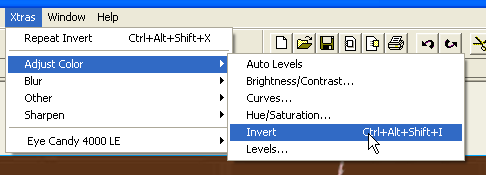 Xtras Window Help
Repeat Invert Ctrl+Alt+Shift+X
Adjust Color
Blur
Other
Sharpen
Eye Candy 4000 LE
Auto Levels
Brightness/Contrast...
Curves...
Hue/Saturation...
Invert Ctrl+Alt+Shift+I
Levels...